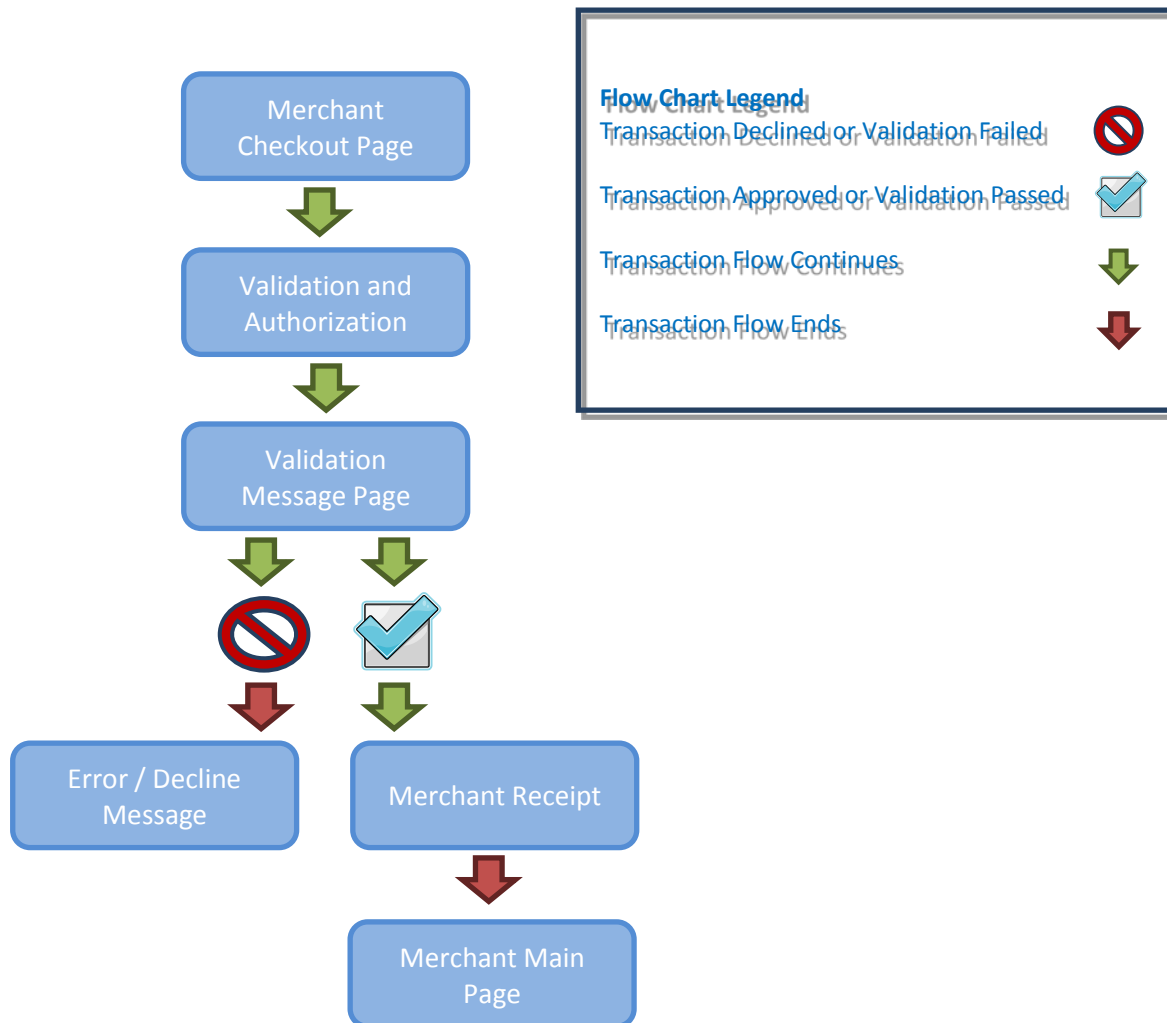 Merchant
Checkout Page
Validation and
Authorization
Validation
Message Page
Error / Decline
Message
Merchant Receipt
Merchant Main
Page
Flow Chart Legend
Transaction Declined or Validation Failed
Transaction Approved or Validation Passed
Transaction Flow Continues
Transaction Flow Ends